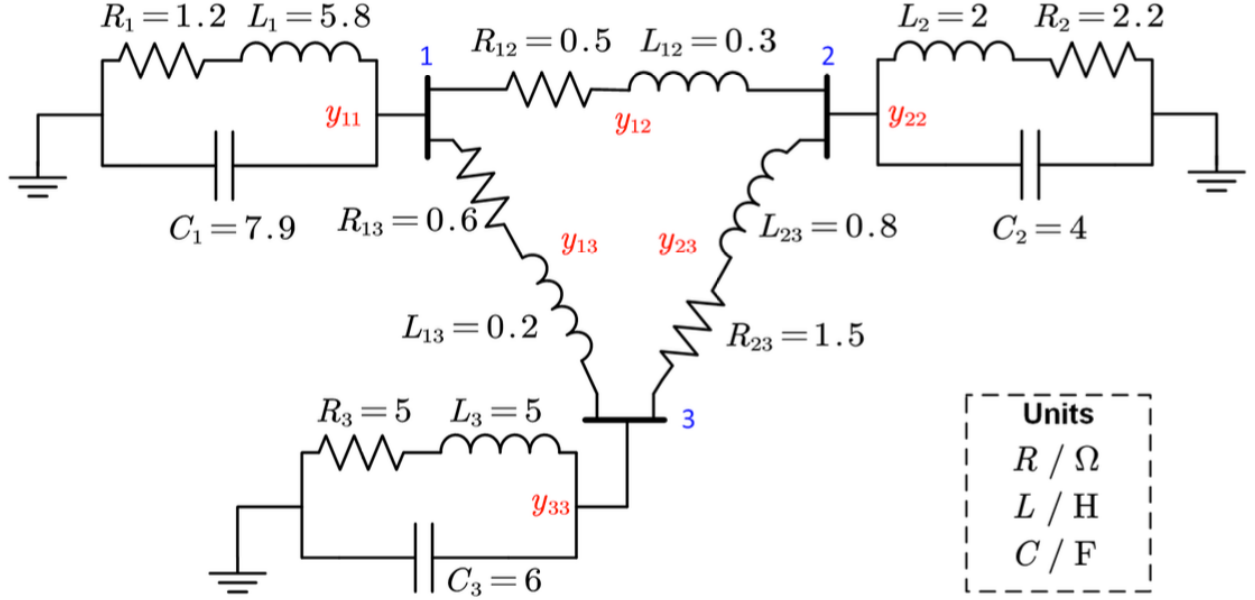 R₁=1.2 L₁=5.8
L₂=2 R₂=2.2
R₁₂=0.5 L₁₂=0.3
1
2
y₁₁
y₁₂
y₂₂
C₁=7.9
R₁₃=0.6
y₁₃
y₂₃
L₂₃=0.8
C₂=4
L₁₃=0.2
R₂₃=1.5
R₃=5 L₃=5
3
y₃₃
C₃=6
Units
R / Ω
L / H
C / F